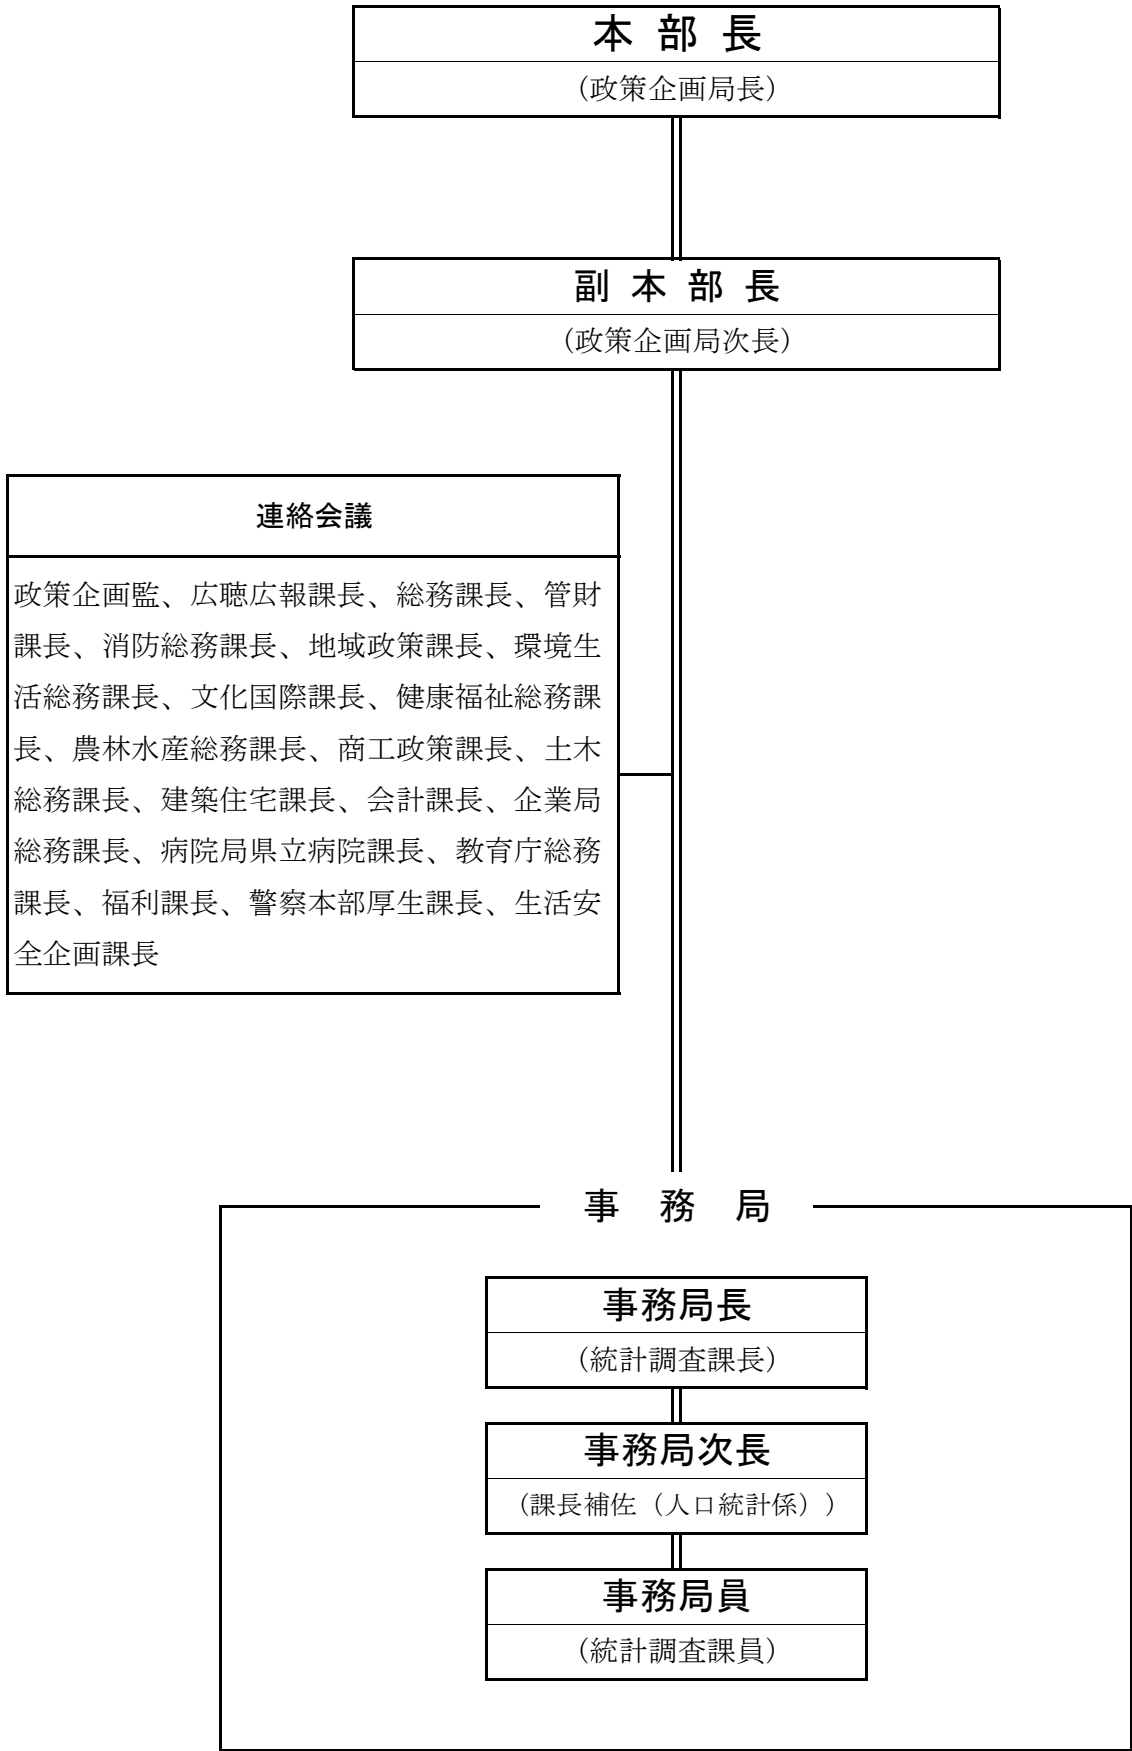 本 部 長
（政策企画局長）
副 本 部 長
（政策企画局次長）
連絡会議
政策企画監、広聴広報課長、総務課長、管財
課長、消防総務課長、地域政策課長、環境生
活総務課長、文化国際課長、健康福祉総務課
長、農林水産総務課長、商工政策課長、土木
総務課長、建築住宅課長、会計課長、企業局
総務課長、病院局県立病院課長、教育庁総務
課長、福利課長、警察本部厚生課長、生活安
全企画課長
事 務 局
事務局長
（統計調査課長）
事務局次長
（課長補佐（人口統計係））
事務局員
（統計調査課員）